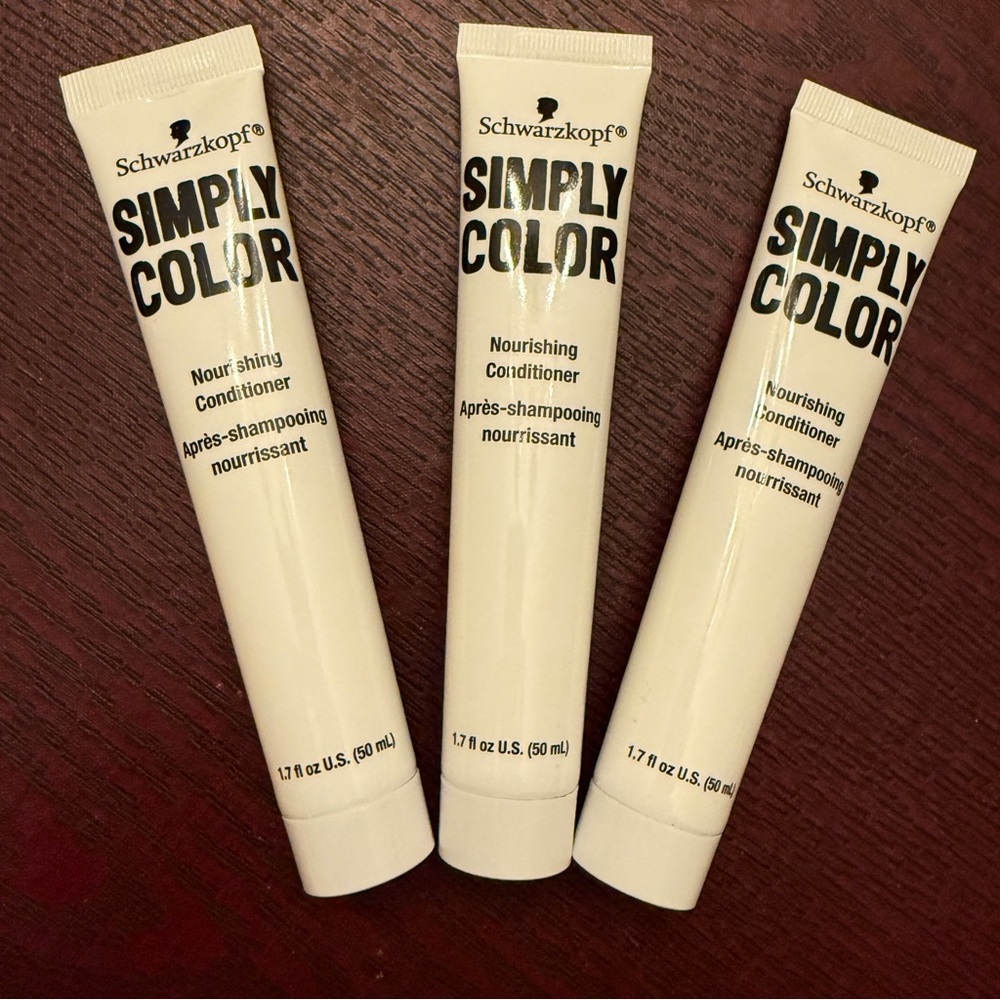 Schwarzkopf®
SIMPLY
COLOR
Nourishing
Conditioner
Après-shampooing
nourrissant
1.7 fl oz U.S. (50 mL)
Schwarzkopf®
SIMPLY
COLOR
Nourishing
Conditioner
Après-shampooing
nourrissant
1.7 fl oz U.S. (50 mL)
Schwarzkopf®
SIMPLY
COLOR
Nourishing
Conditioner
Après-shampooing
nourrissant
1.7 fl oz U.S. (50 mL)